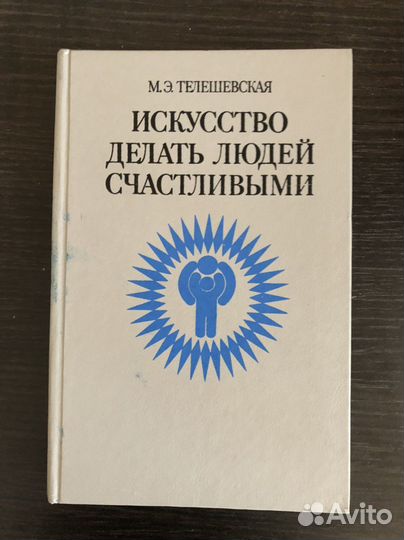 М.Э. ТЕЛЕШЕВСКАЯ
ИСКУССТВО
ДЕЛАТЬ ЛЮДЕЙ
СЧАСТЛИВЫМИ
Avito